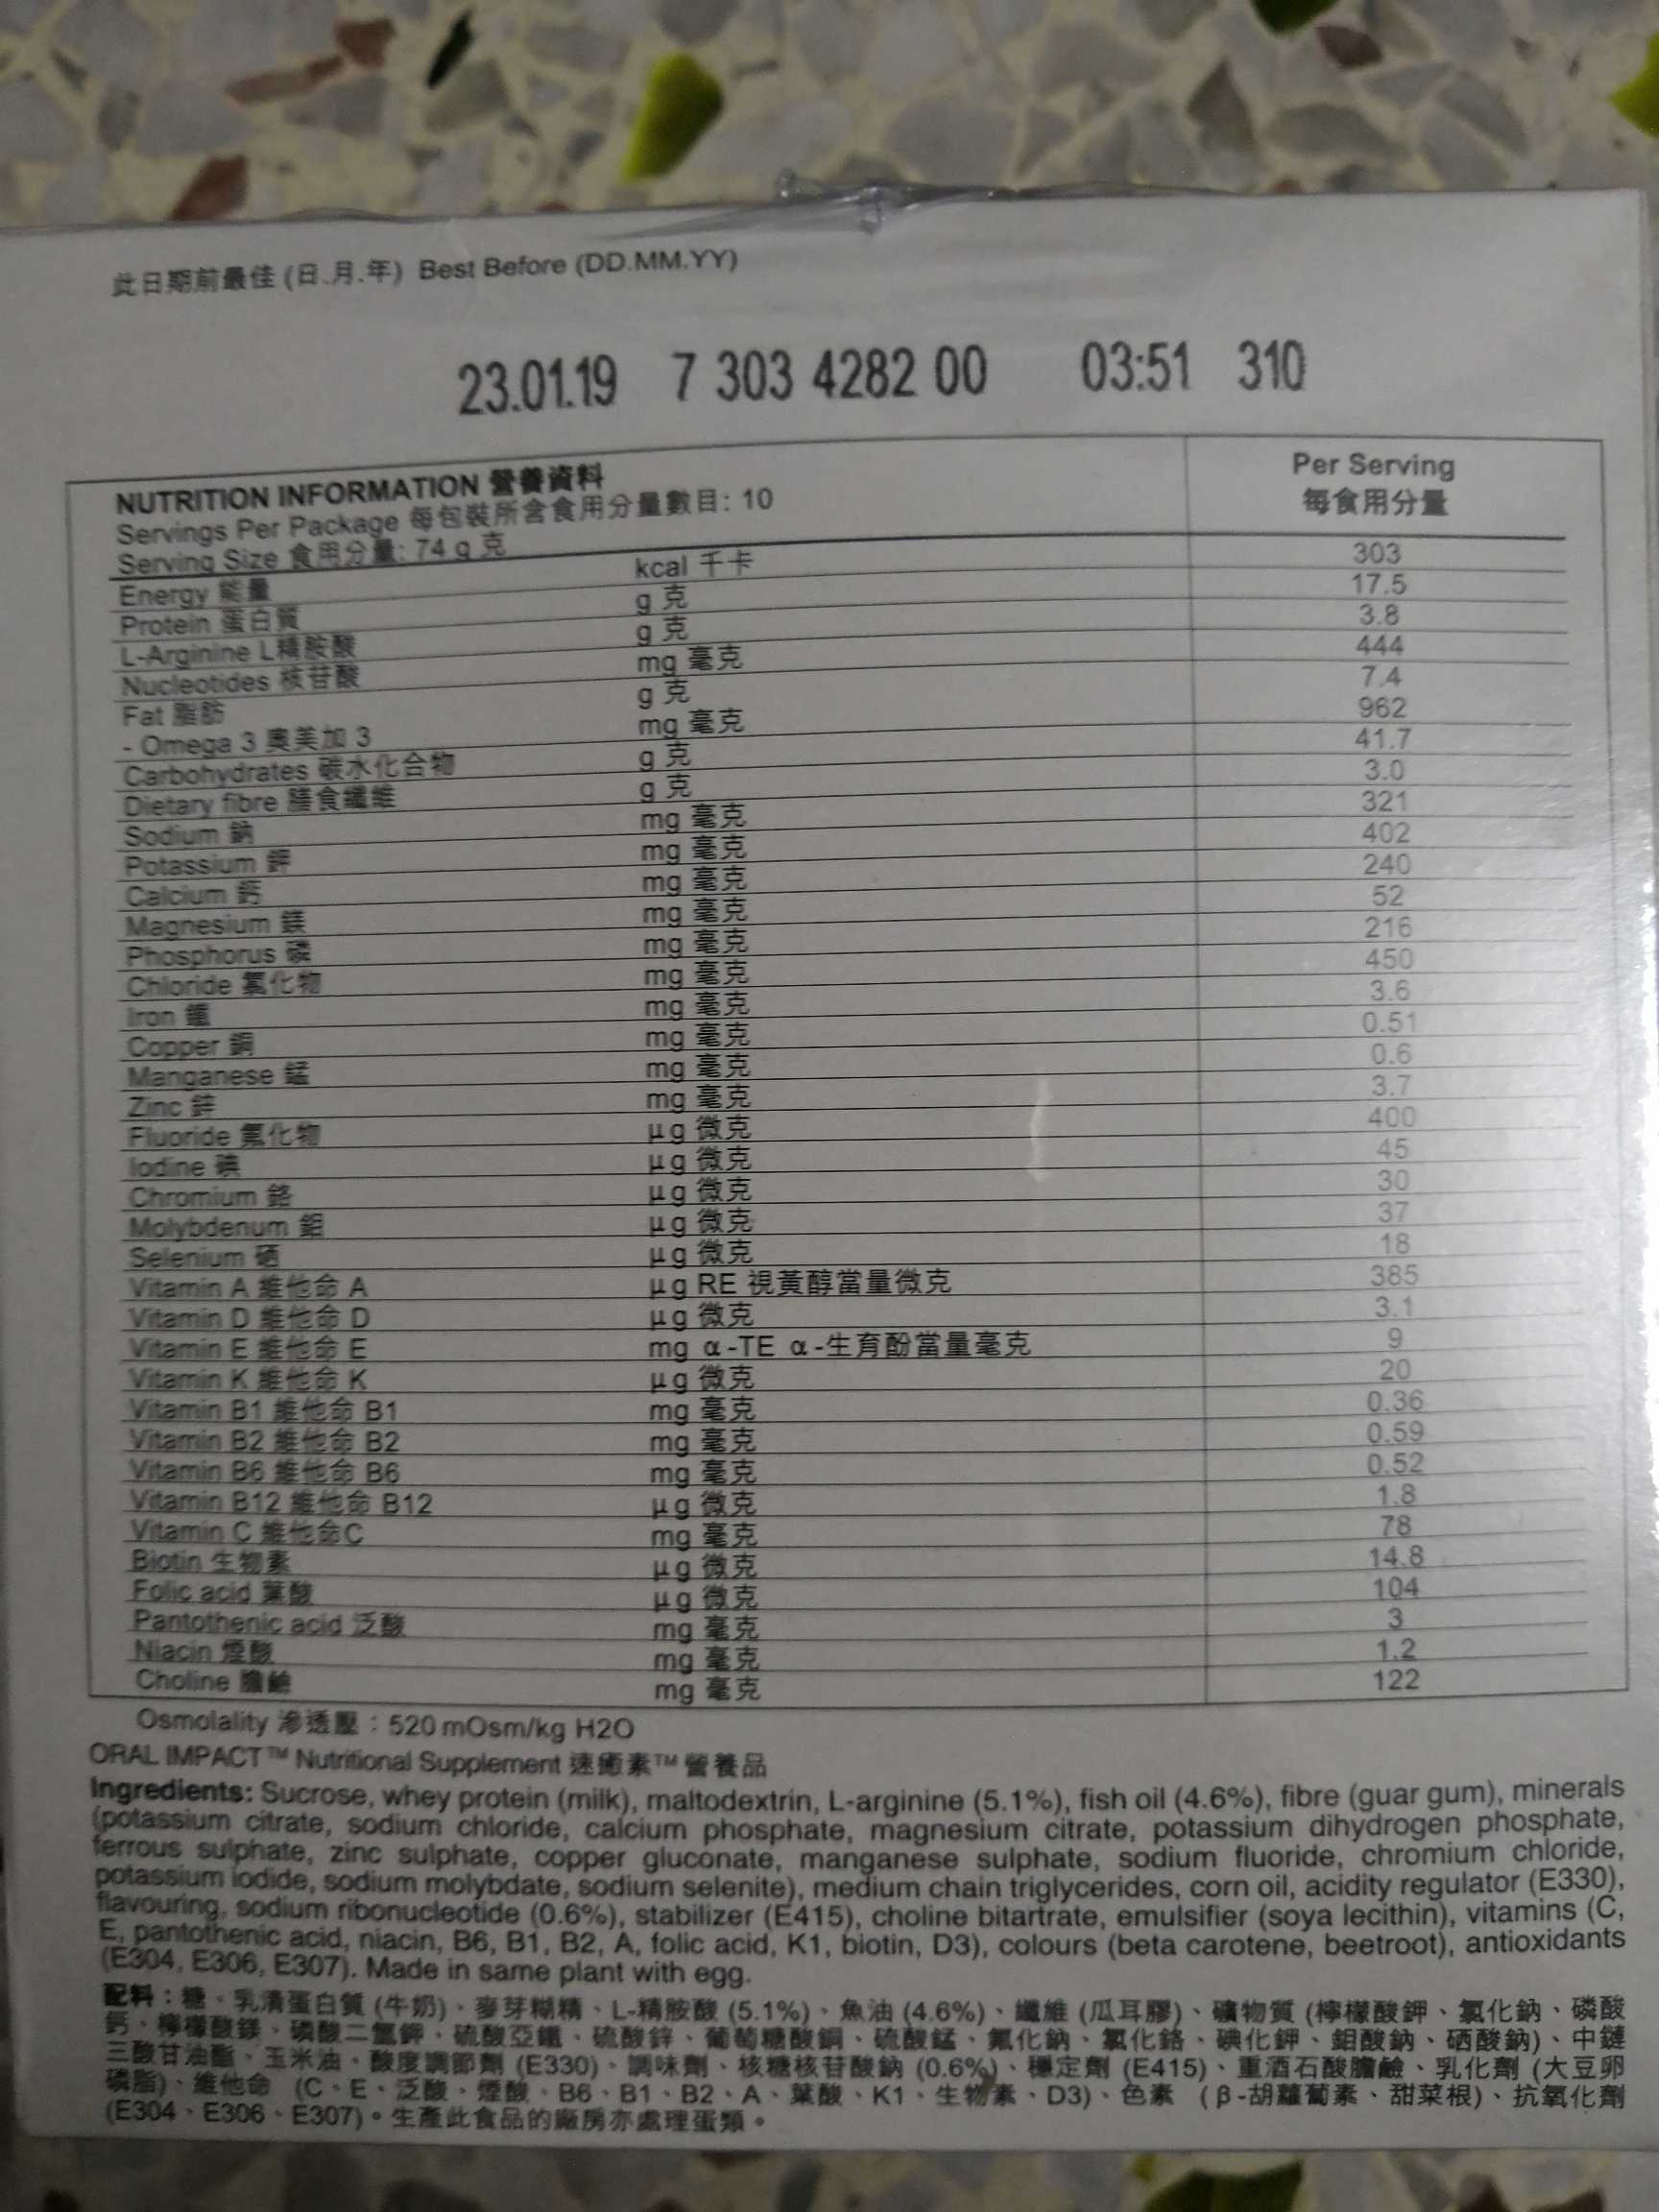 此日期前最佳 (日.月.年) Best Before (DD.MM.YY)
23.01.19 7 303 4282 00 03:51 310
NUTRITION INFORMATION 營養資料
Servings Per Package 每包裝所含食用分量數目: 10
Serving Size 食用分量: 74 g 克
Per Serving
每食用分量
Energy 能量 kcal 千卡 303
Protein 蛋白質 g 克 17.5
L-Arginine L精胺酸 g 克 3.8
Nucleotides 核苷酸 mg 毫克 444
Fat 脂肪 g 克 7.4
- Omega 3 奧美加 3 mg 毫克 962
Carbohydrates 碳水化合物 g 克 41.7
Dietary fibre 膳食纖維 g 克 3.0
Sodium 鈉 mg 毫克 321
Potassium 鉀 mg 毫克 402
Calcium 鈣 mg 毫克 240
Magnesium 鎂 mg 毫克 52
Phosphorus 磷 mg 毫克 216
Chloride 氯化物 mg 毫克 450
Iron 鐵 mg 毫克 3.6
Copper 銅 mg 毫克 0.51
Manganese 錳 mg 毫克 0.6
Zinc 鋅 mg 毫克 3.7
Fluoride 氟化物 µg 微克 400
Iodine 碘 µg 微克 45
Chromium 鉻 µg 微克 30
Molybdenum 鉬 µg 微克 37
Selenium 硒 µg 微克 18
Vitamin A 維他命 A µg RE 視黃醇當量微克 385
Vitamin D 維他命 D µg 微克 3.1
Vitamin E 維他命 E mg α-TE α-生育酚當量毫克 9
Vitamin K 維他命 K µg 微克 20
Vitamin B1 維他命 B1 mg 毫克 0.36
Vitamin B2 維他命 B2 mg 毫克 0.59
Vitamin B6 維他命 B6 mg 毫克 0.52
Vitamin B12 維他命 B12 µg 微克 1.8
Vitamin C 維他命C mg 毫克 78
Biotin 生物素 µg 微克 14.8
Folic acid 葉酸 µg 微克 104
Pantothenic acid 泛酸 mg 毫克 3
Niacin 煙酸 mg 毫克 1.2
Choline 膽鹼 mg 毫克 122
Osmolality 滲透壓：520 mOsm/kg H2O
ORAL IMPACT™ Nutritional Supplement 速癒素™ 營養品
Ingredients: Sucrose, whey protein (milk), maltodextrin, L-arginine (5.1%), fish oil (4.6%), fibre (guar gum), minerals
(potassium citrate, sodium chloride, calcium phosphate, magnesium citrate, potassium dihydrogen phosphate,
ferrous sulphate, zinc sulphate, copper gluconate, manganese sulphate, sodium fluoride, chromium chloride,
potassium iodide, sodium molybdate, sodium selenite), medium chain triglycerides, corn oil, acidity regulator (E330),
flavouring, sodium ribonucleotide (0.6%), stabilizer (E415), choline bitartrate, emulsifier (soya lecithin), vitamins (C,
E, pantothenic acid, niacin, B6, B1, B2, A, folic acid, K1, biotin, D3), colours (beta carotene, beetroot), antioxidants
(E304, E306, E307). Made in same plant with egg.
配料：糖、乳清蛋白質 (牛奶)、麥芽糊精、L-精胺酸 (5.1%)、魚油 (4.6%)、纖維 (瓜耳膠)、礦物質 (檸檬酸鉀、氯化鈉、磷酸
鈣、檸檬酸鎂、磷酸二氫鉀、硫酸亞鐵、硫酸鋅、葡萄糖酸銅、硫酸錳、氟化鈉、氯化鉻、碘化鉀、鉬酸鈉、硒酸鈉)、中鏈
三酸甘油酯、玉米油、酸度調節劑 (E330)、調味劑、核糖核苷酸鈉 (0.6%)、穩定劑 (E415)、重酒石酸膽鹼、乳化劑 (大豆卵
磷脂)、維他命 (C、E、泛酸、煙酸、B6、B1、B2、A、葉酸、K1、生物素、D3)、色素 (β-胡蘿蔔素、甜菜根)、抗氧化劑
(E304、E306、E307)。生產此食品的廠房亦處理蛋類。